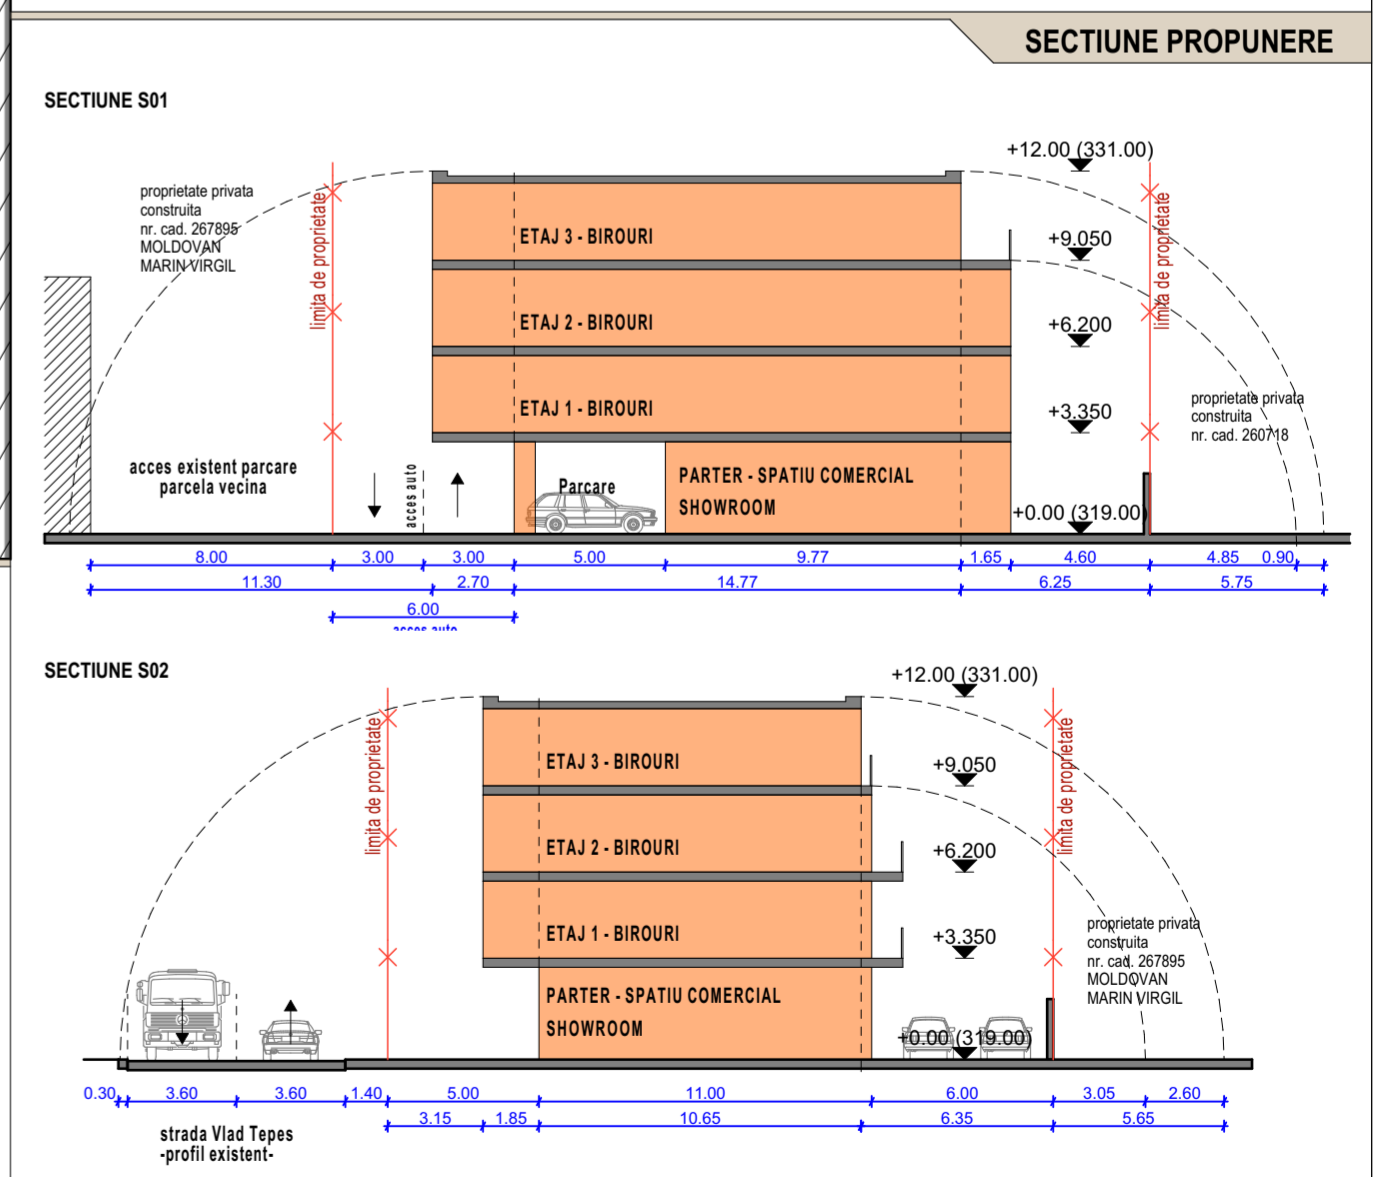 SECTIUNE PROPUNERE
SECTIUNE S01
+12.00 (331.00)
proprietate privata
construita
nr. cad. 267895
MOLDOVAN
MARIN VIRGIL
limita de proprietate
limita de proprietate
ETAJ 3 - BIROURI
+9.050
ETAJ 2 - BIROURI
+6.200
ETAJ 1 - BIROURI
+3.350
proprietate privata
construita
nr. cad. 260718
acces existent parcare
parcela vecina
acces auto
Parcare
PARTER - SPATIU COMERCIAL
SHOWROOM
+0.00 (319.00)
8.00 3.00 3.00 5.00 9.77 1.65 4.60 4.85 0.90
11.30 2.70 14.77 6.25 5.75
6.00
acces auto
SECTIUNE S02
+12.00 (331.00)
limita de proprietate
limita de proprietate
ETAJ 3 - BIROURI
+9.050
ETAJ 2 - BIROURI
+6.200
ETAJ 1 - BIROURI
+3.350
proprietate privata
construita
nr. cad. 267895
MOLDOVAN
MARIN VIRGIL
PARTER - SPATIU COMERCIAL
SHOWROOM
+0.00 (319.00)
0.30 3.60 3.60 1.40 5.00 11.00 6.00 3.05 2.60
3.15 1.85 10.65 6.35 5.65
strada Vlad Tepes
-profil existent-